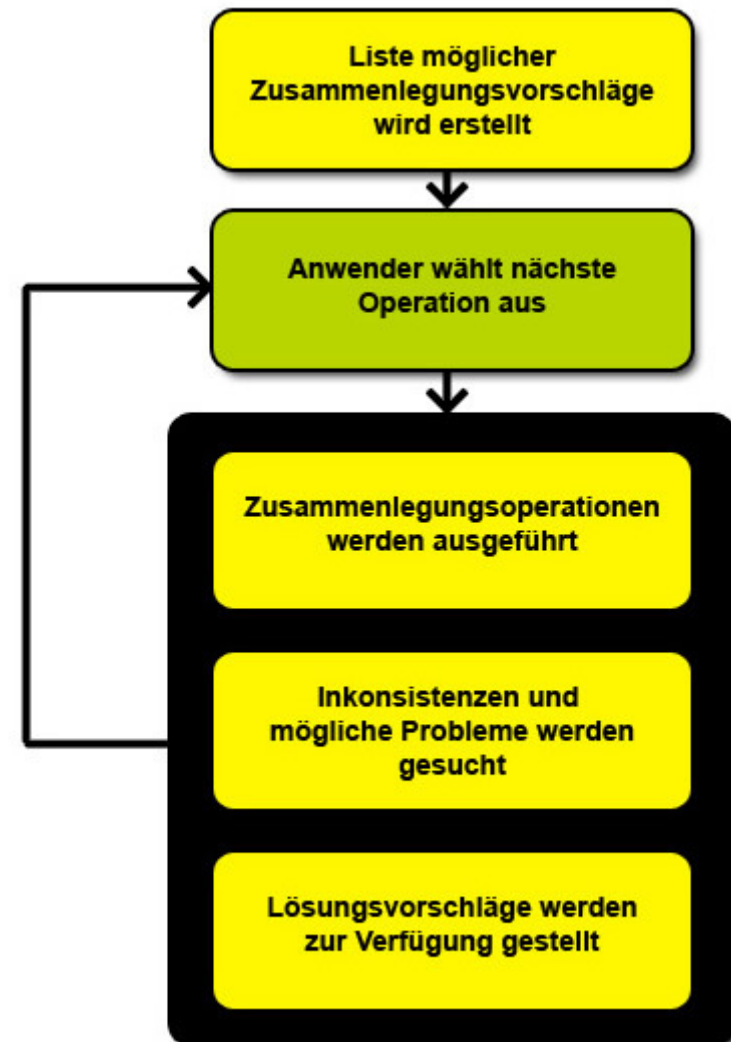 Liste möglicher
Zusammenlegungsvorschläge
wird erstellt
Anwender wählt nächste
Operation aus
Zusammenlegungsoperationen
werden ausgeführt
Inkonsistenzen und
mögliche Probleme werden
gesucht
Lösungsvorschläge werden
zur Verfügung gestellt